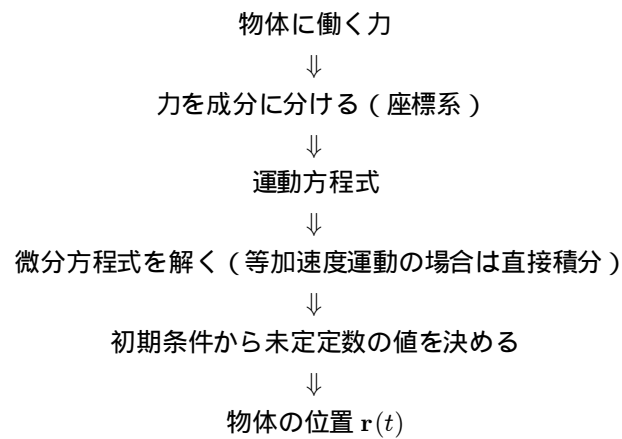 物体に働く力
⇓
力を成分に分ける(座標系)
⇓
運動方程式
⇓
微分方程式を解く(等加速度運動の場合は直接積分)
⇓
初期条件から未定定数の値を決める
⇓
物体の位置 r(t)